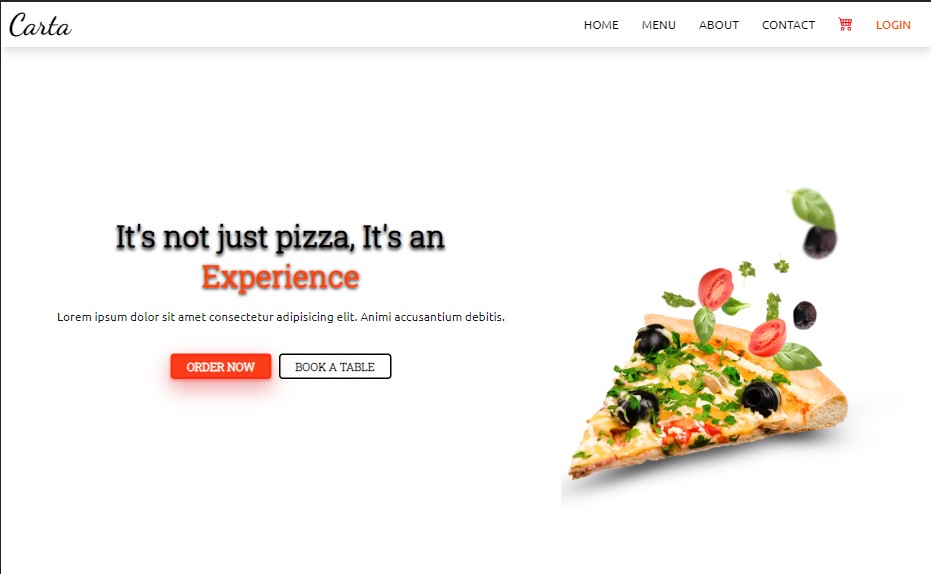 Carta
HOME MENU ABOUT CONTACT LOGIN
It's not just pizza, It's an
Experience
Lorem ipsum dolor sit amet consectetur adipisicing elit. Animi accusantium debitis.
ORDER NOW BOOK A TABLE